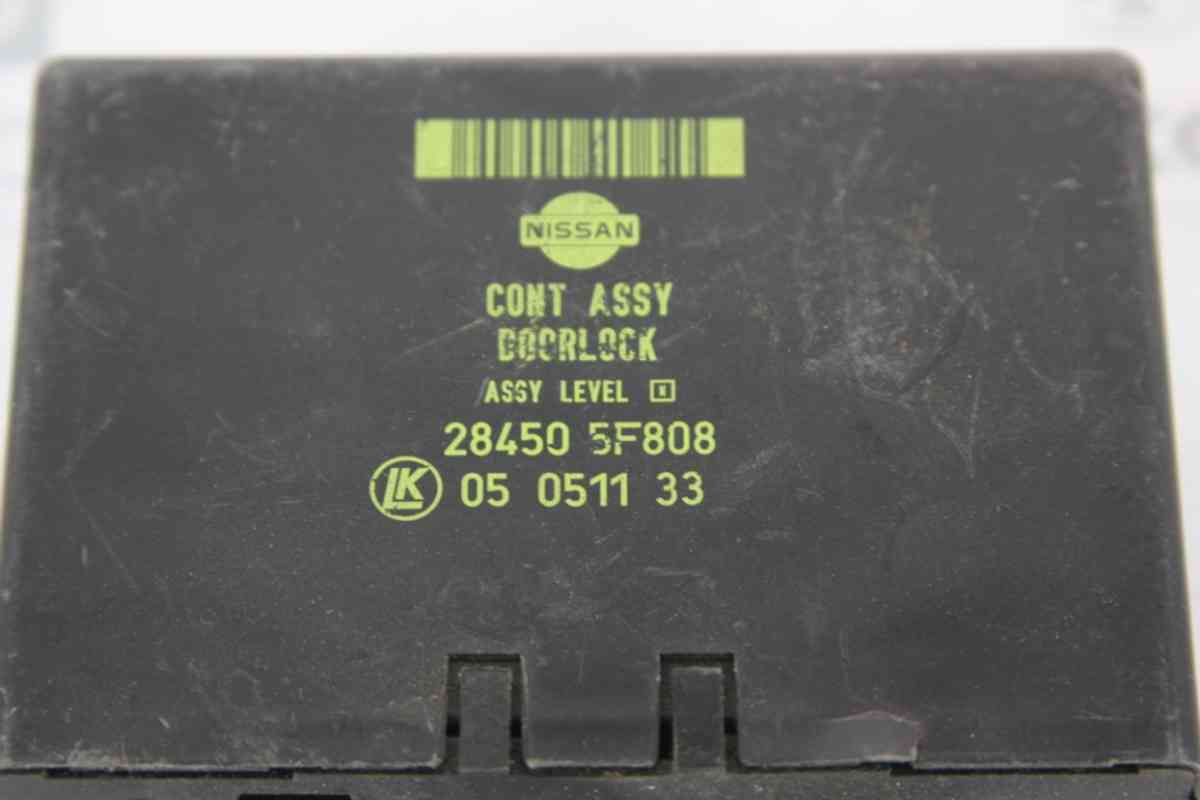 NISSAN
CONT ASSY
DOORLOCK
ASSY LEVEL K
28450 5F808
LK 05 0511 33